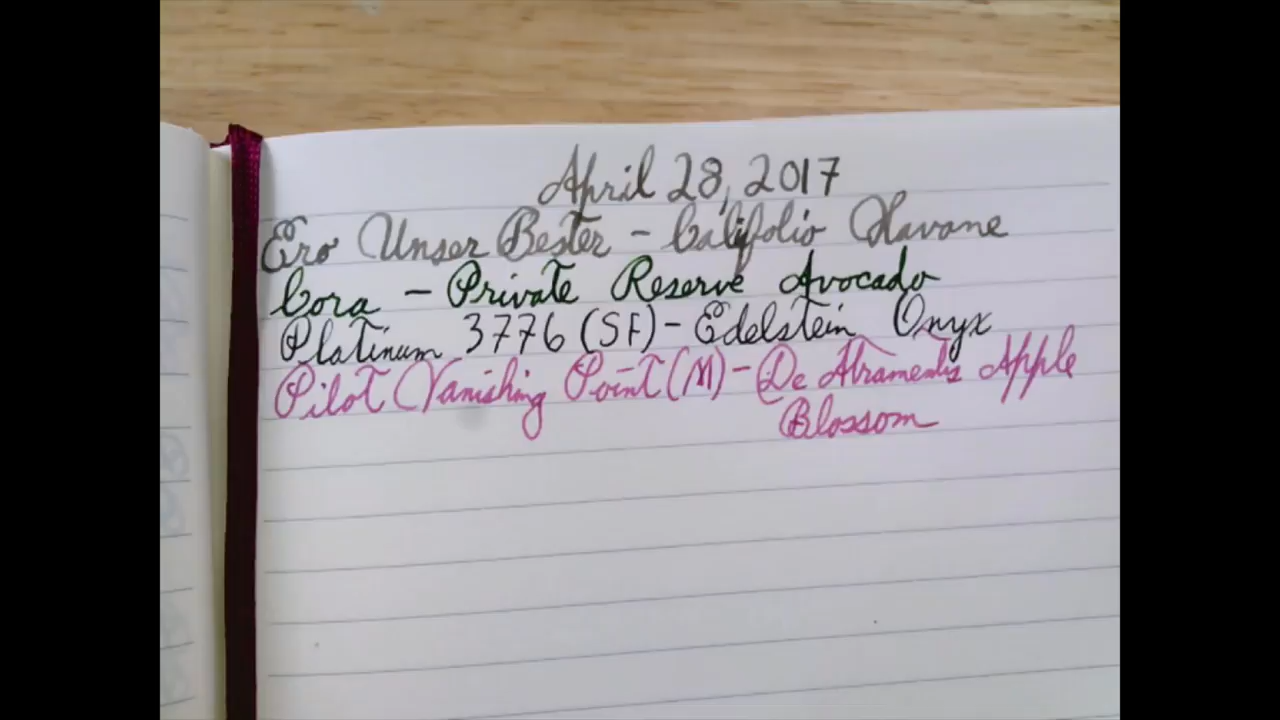 April 28, 2017
Ero Unser Bester - Califolio Havane
Cora - Private Reserve Avocado
Platinum 3776 (SF) - Edelstein Onyx
Pilot Vanishing Point (M) - De Atramentis Apple
Blossom